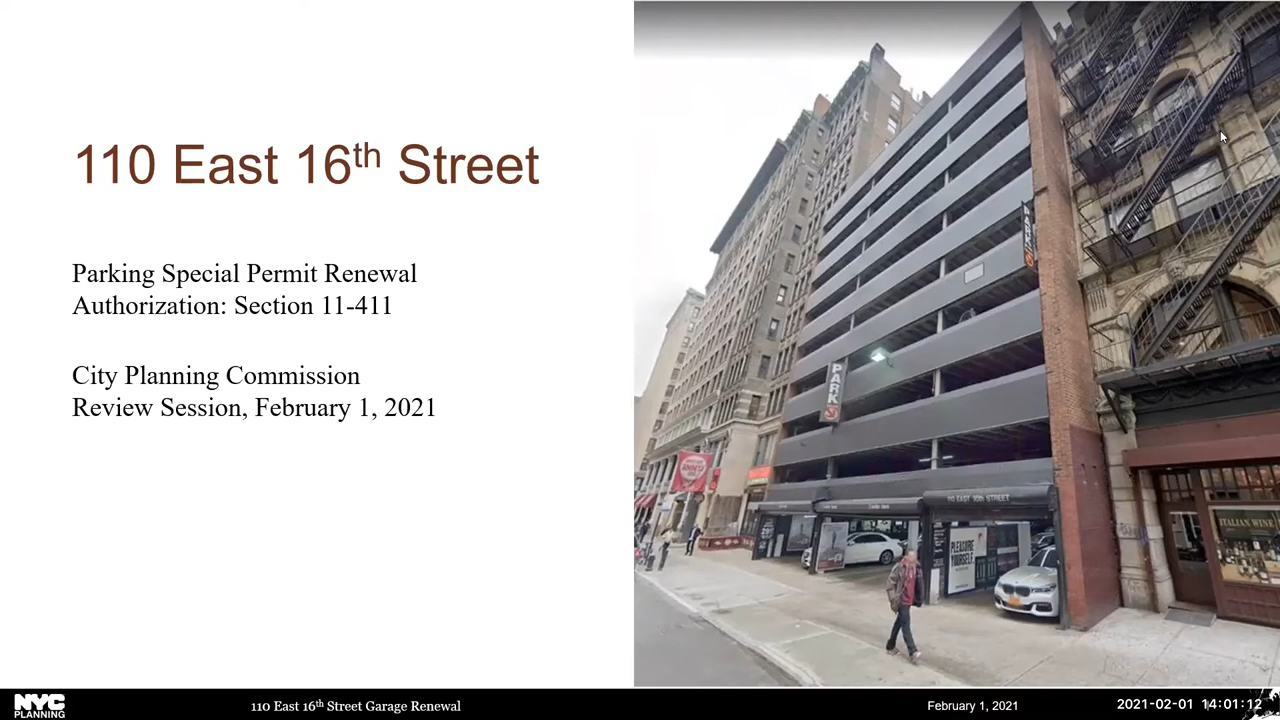 110 East 16th Street
Parking Special Permit Renewal
Authorization: Section 11-411
City Planning Commission
Review Session, February 1, 2021
PARK
PARK
110 EAST 16th STREET
PLEASURE
YOURSELF.
ITALIAN WINE
NYC
PLANNING
110 East 16th Street Garage Renewal
February 1, 2021
2021-02-01 14:01:12